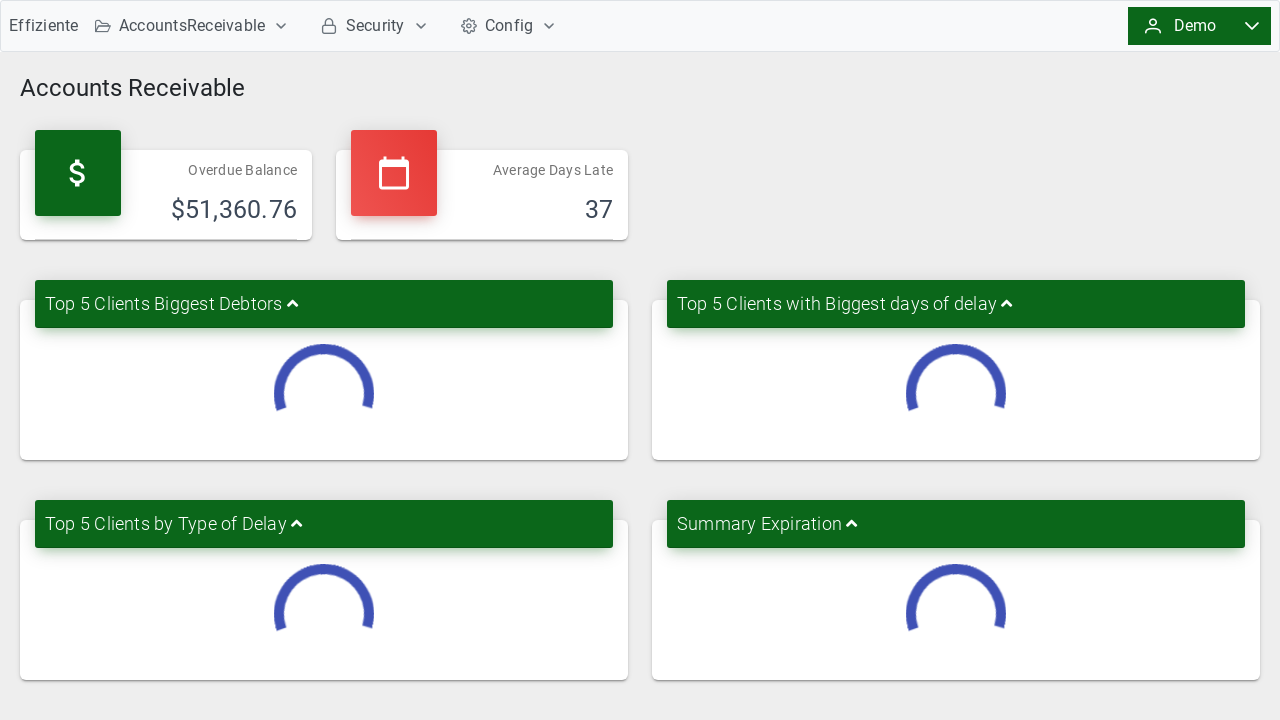 Effiziente AccountsReceivable Security Config Demo
Accounts Receivable
Overdue Balance
$51,360.76
Average Days Late
37
Top 5 Clients Biggest Debtors
Top 5 Clients with Biggest days of delay
Top 5 Clients by Type of Delay
Summary Expiration